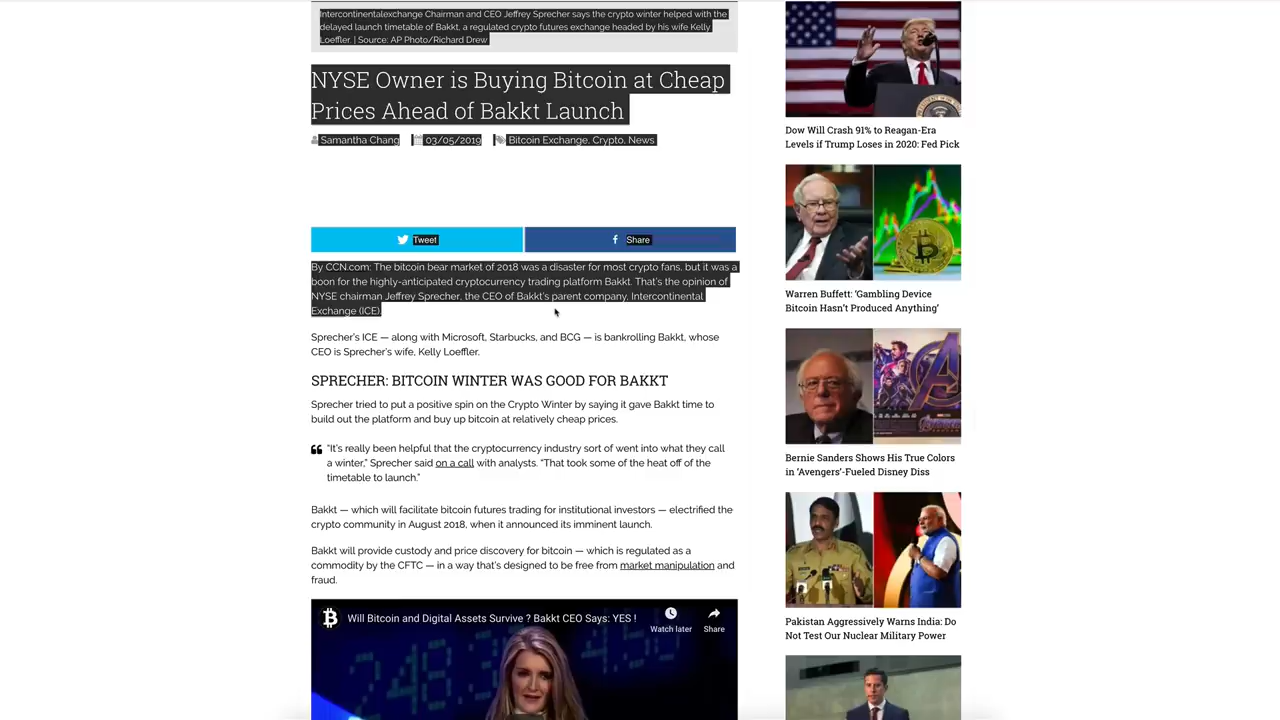 Intercontinentalexchange Chairman and CEO Jeffrey Sprecher says the crypto winter helped with the
delayed launch timetable of Bakkt, a regulated crypto futures exchange headed by his wife Kelly
Loeffler. | Source: AP Photo/Richard Drew
NYSE Owner is Buying Bitcoin at Cheap
Prices Ahead of Bakkt Launch
Samantha Chang 03/05/2019 Bitcoin Exchange, Crypto, News
Tweet Share
By CCN.com: The bitcoin bear market of 2018 was a disaster for most crypto fans, but it was a
boon for the highly-anticipated cryptocurrency trading platform Bakkt. That's the opinion of
NYSE chairman Jeffrey Sprecher, the CEO of Bakkt's parent company, Intercontinental
Exchange (ICE).
Sprecher's ICE — along with Microsoft, Starbucks, and BCG — is bankrolling Bakkt, whose
CEO is Sprecher's wife, Kelly Loeffler.
SPRECHER: BITCOIN WINTER WAS GOOD FOR BAKKT
Sprecher tried to put a positive spin on the Crypto Winter by saying it gave Bakkt time to
build out the platform and buy up bitcoin at relatively cheap prices.
"It's really been helpful that the cryptocurrency industry sort of went into what they call
a winter," Sprecher said on a call with analysts. "That took some of the heat off of the
timetable to launch."
Bakkt — which will facilitate bitcoin futures trading for institutional investors — electrified the
crypto community in August 2018, when it announced its imminent launch.
Bakkt will provide custody and price discovery for bitcoin — which is regulated as a
commodity by the CFTC — in a way that's designed to be free from market manipulation and
fraud.
Will Bitcoin and Digital Assets Survive ? Bakkt CEO Says: YES !
Watch later Share
Dow Will Crash 91% to Reagan-Era
Levels if Trump Loses in 2020: Fed Pick
Warren Buffett: 'Gambling Device
Bitcoin Hasn't Produced Anything'
Bernie Sanders Shows His True Colors
in 'Avengers'-Fueled Disney Diss
Pakistan Aggressively Warns India: Do
Not Test Our Nuclear Military Power